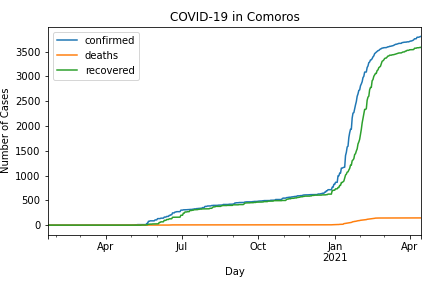 COVID-19 in Comoros
confirmed
deaths
recovered
Number of Cases
3500
3000
2500
2000
1500
1000
500
0
Apr
Jul
Oct
Jan
2021
Apr
Day